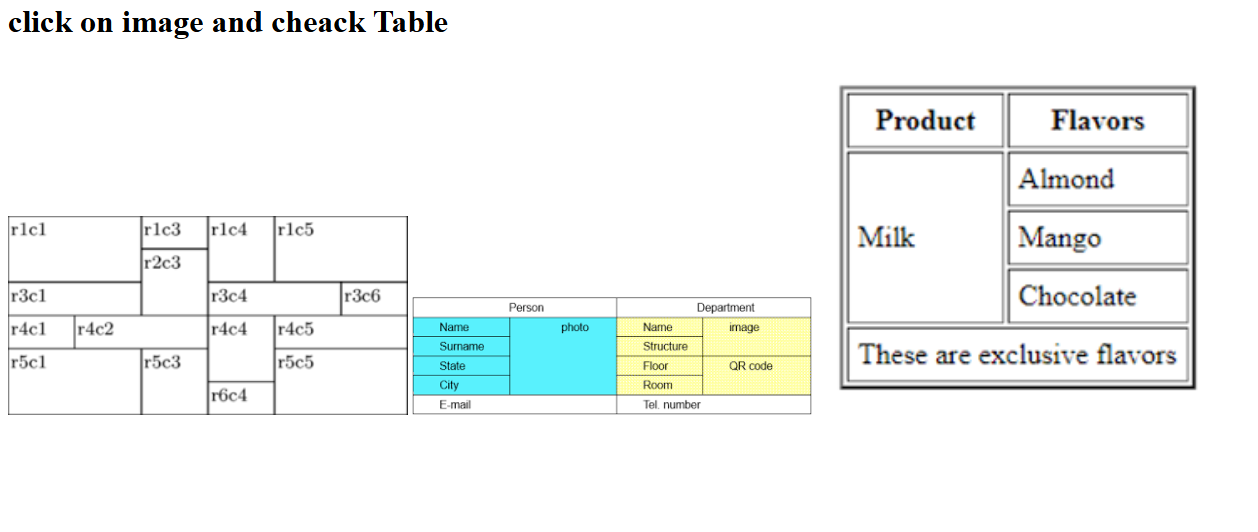 click on image and cheack Table
r1c1 r1c3 r1c4 r1c5
r2c3
r3c1 r3c4 r3c6
r4c1 r4c2 r4c4 r4c5
r5c1 r5c3 r5c5
r6c4
Person Department
Name photo Name image
Surname Structure
State Floor QR code
City Room
E-mail Tel. number
Product Flavors
Almond
Milk Mango
Chocolate
These are exclusive flavors